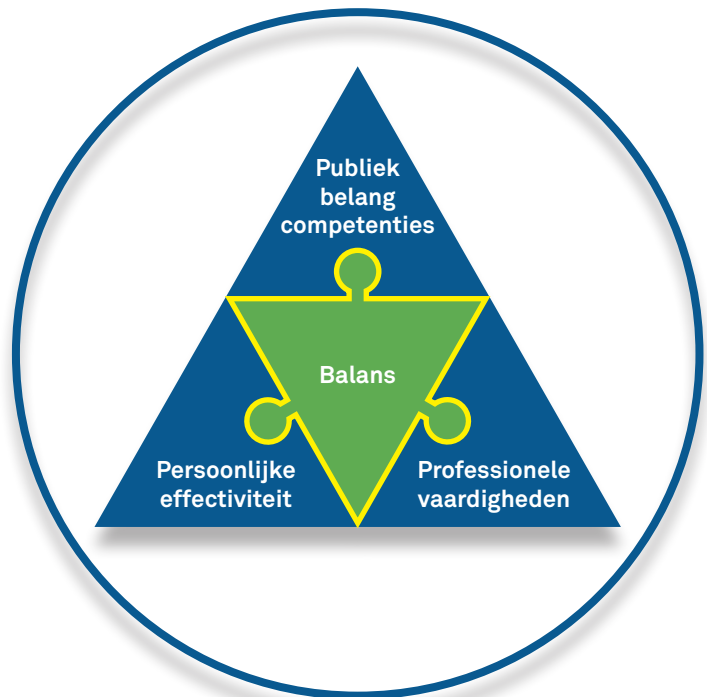 Publiek
belang
competenties
Balans
Persoonlijke
effectiviteit
Professionele
vaardigheden